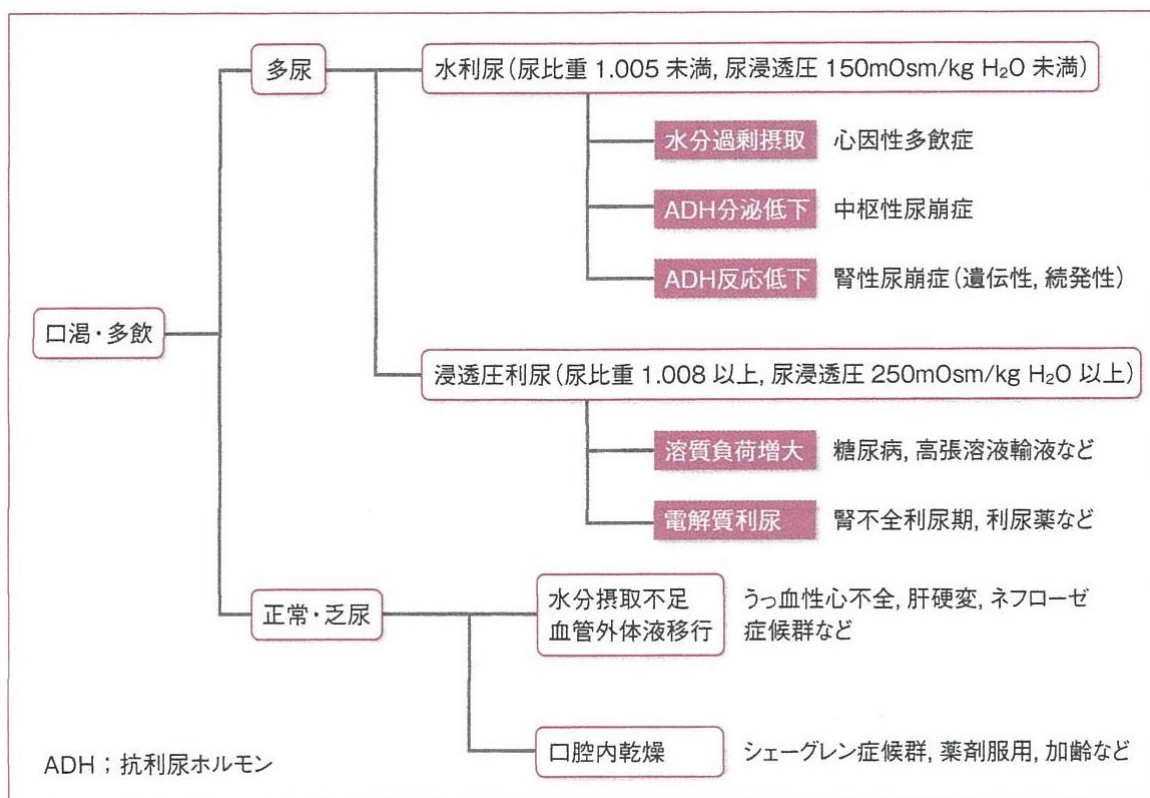 多尿
水利尿（尿比重 1.005 未満, 尿浸透圧 150mOsm/kg H₂O 未満）
水分過剰摂取 心因性多飲症
ADH分泌低下 中枢性尿崩症
ADH反応低下 腎性尿崩症（遺伝性, 続発性）
口渇・多飲
浸透圧利尿（尿比重 1.008 以上, 尿浸透圧 250mOsm/kg H₂O 以上）
溶質負荷増大 糖尿病, 高張溶液輸液など
電解質利尿 腎不全利尿期, 利尿薬など
正常・乏尿
水分摂取不足
血管外体液移行
うっ血性心不全, 肝硬変, ネフローゼ
症候群など
口腔内乾燥 シェーグレン症候群, 薬剤服用, 加齢など
ADH；抗利尿ホルモン